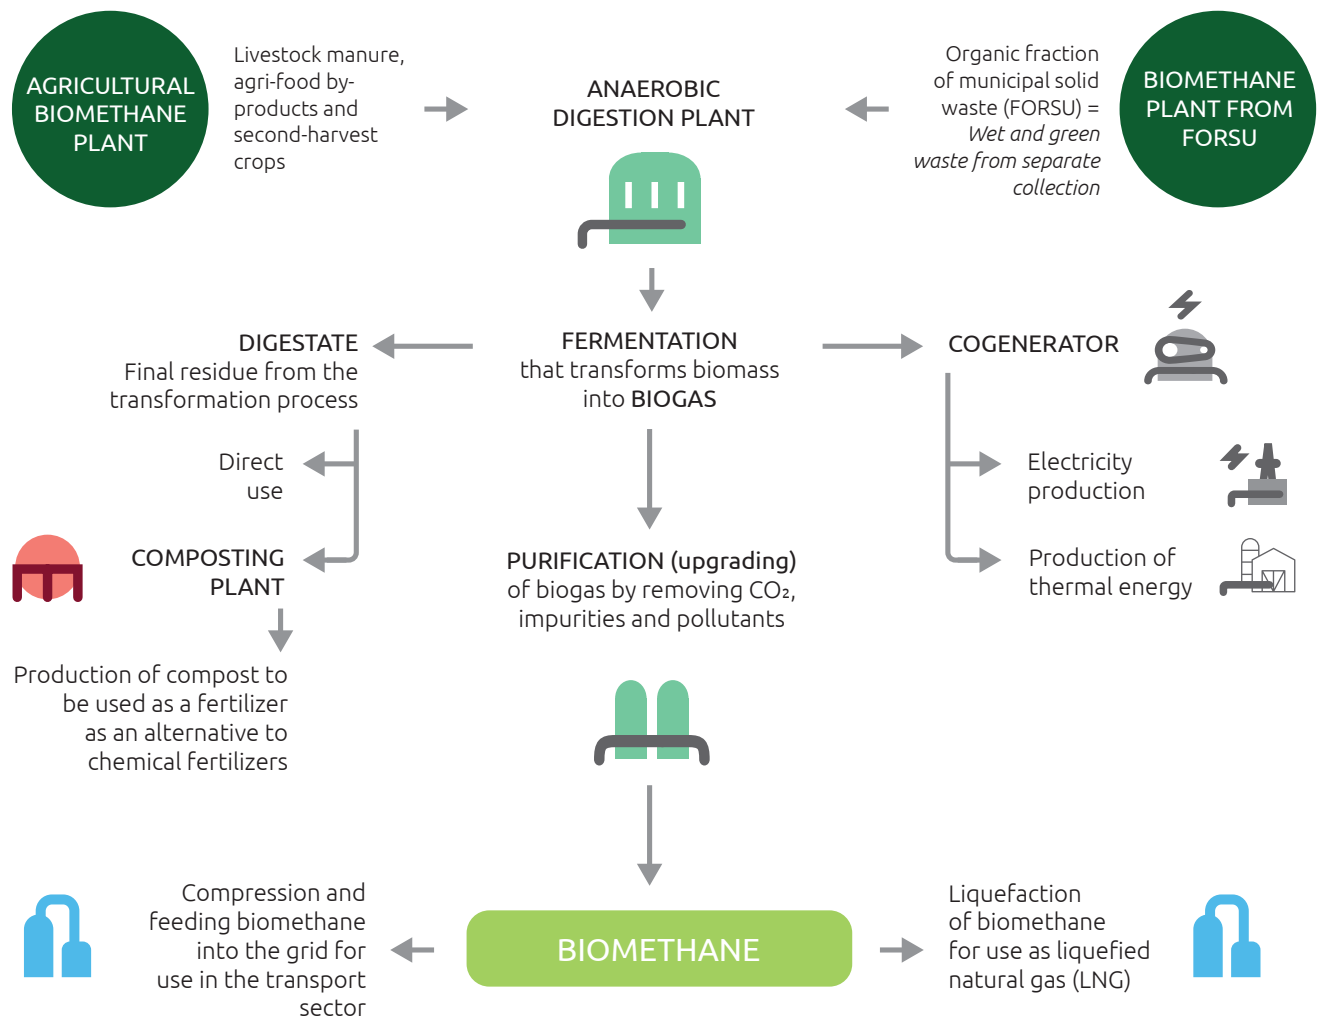 AGRICULTURAL
BIOMETHANE
PLANT
Livestock manure,
agri-food by-
products and
second-harvest
crops
ANAEROBIC
DIGESTION PLANT
Organic fraction
of municipal solid
waste (FORSU) =
Wet and green
waste from separate
collection
BIOMETHANE
PLANT FROM
FORSU
DIGESTATE
Final residue from the
transformation process
FERMENTATION
that transforms biomass
into BIOGAS
COGENERATOR
Direct
use
Electricity
production
COMPOSTING
PLANT
PURIFICATION (upgrading)
of biogas by removing CO₂,
impurities and pollutants
Production of
thermal energy
Production of compost to
be used as a fertilizer
as an alternative to
chemical fertilizers
Compression and
feeding biomethane
into the grid for
use in the transport
sector
BIOMETHANE
Liquefaction
of biomethane
for use as liquefied
natural gas (LNG)